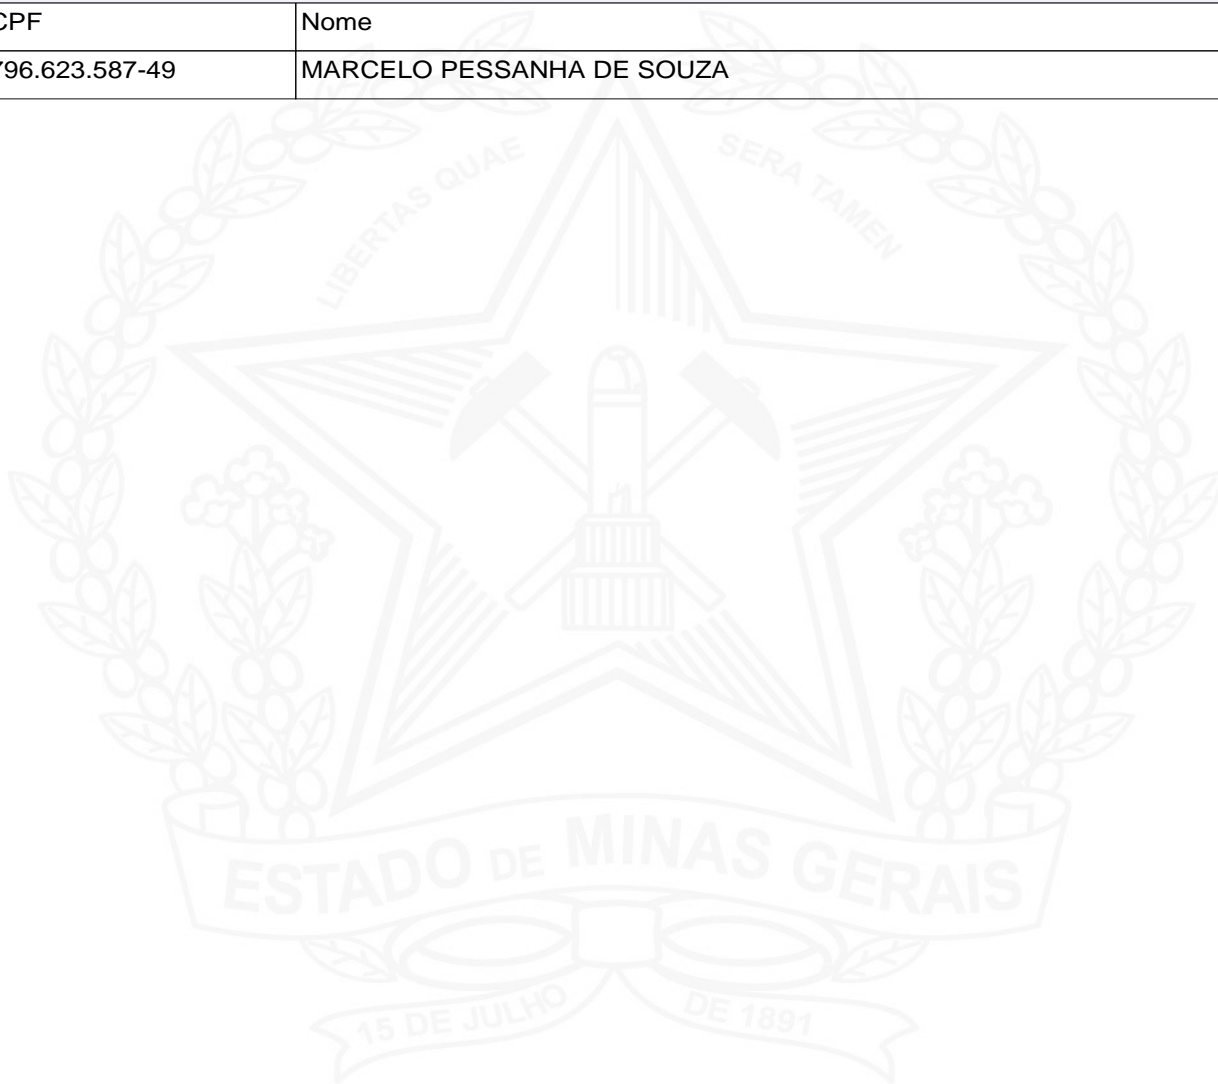 CPF Nome
796.623.587-49 MARCELO PESSANHA DE SOUZA
LIBERTAS QUAE SERA TAMEN
ESTADO DE MINAS GERAIS
15 DE JULHO DE 1891